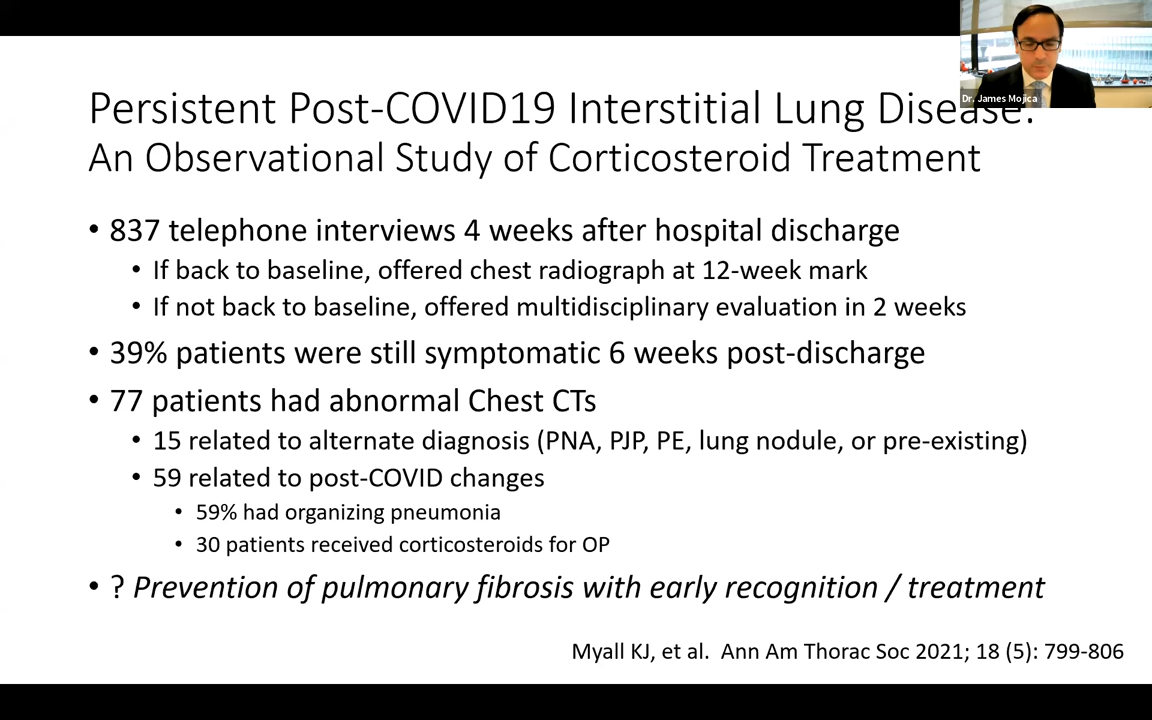 Persistent Post-COVID19 Interstitial Lung Disease:
Dr. James Mojica
An Observational Study of Corticosteroid Treatment
• 837 telephone interviews 4 weeks after hospital discharge
• If back to baseline, offered chest radiograph at 12-week mark
• If not back to baseline, offered multidisciplinary evaluation in 2 weeks
• 39% patients were still symptomatic 6 weeks post-discharge
• 77 patients had abnormal Chest CTs
• 15 related to alternate diagnosis (PNA, PJP, PE, lung nodule, or pre-existing)
• 59 related to post-COVID changes
• 59% had organizing pneumonia
• 30 patients received corticosteroids for OP
• ? Prevention of pulmonary fibrosis with early recognition / treatment
Myall KJ, et al. Ann Am Thorac Soc 2021; 18 (5): 799-806